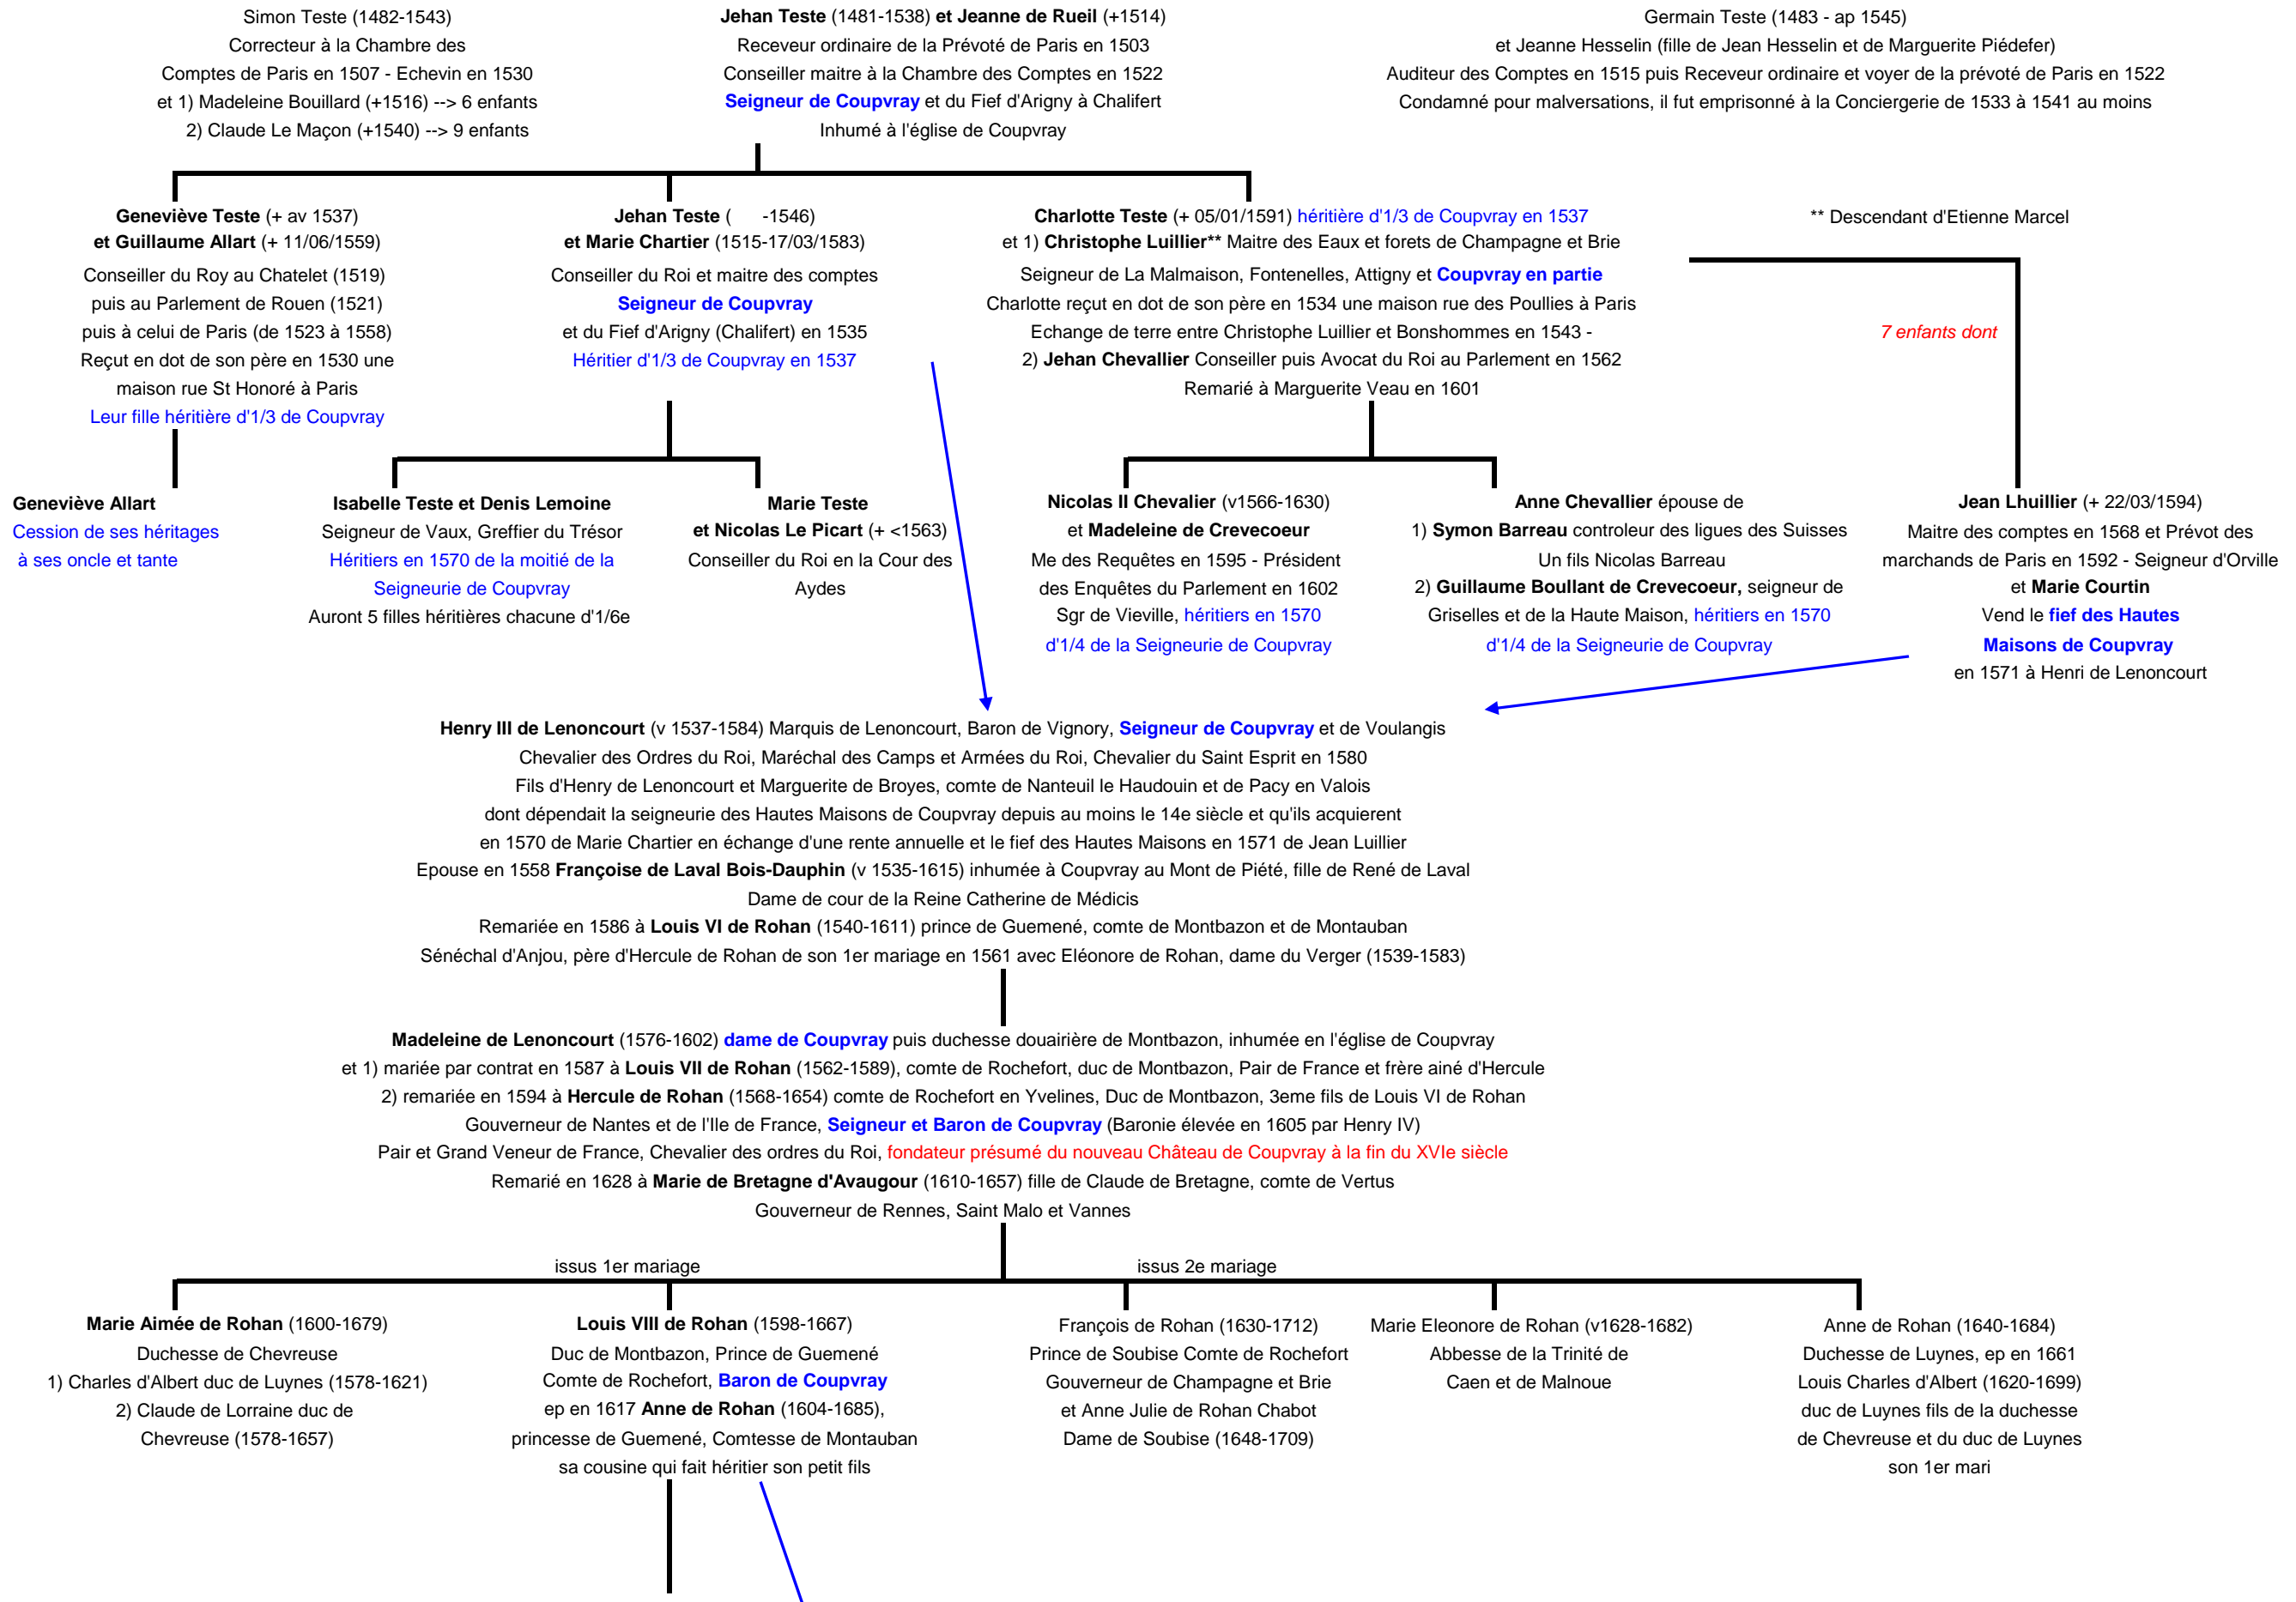 Simon Teste (1482-1543)
Correcteur à la Chambre des
Comptes de Paris en 1507 - Echevin en 1530
et 1) Madeleine Bouillard (+1516) --> 6 enfants
2) Claude Le Maçon (+1540) --> 9 enfants
Jehan Teste (1481-1538) et Jeanne de Rueil (+1514)
Receveur ordinaire de la Prévoté de Paris en 1503
Conseiller maitre à la Chambre des Comptes en 1522
Seigneur de Coupvray et du Fief d'Arigny à Chalifert
Inhumé à l'église de Coupvray
Germain Teste (1483 - ap 1545)
et Jeanne Hesselin (fille de Jean Hesselin et de Marguerite Piédefer)
Auditeur des Comptes en 1515 puis Receveur ordinaire et voyer de la prévoté de Paris en 1522
Condamné pour malversations, il fut emprisonné à la Conciergerie de 1533 à 1541 au moins
Geneviève Teste (+ av 1537)
et Guillaume Allart (+ 11/06/1559)
Conseiller du Roy au Chatelet (1519)
puis au Parlement de Rouen (1521)
puis à celui de Paris (de 1523 à 1558)
Reçut en dot de son père en 1530 une
maison rue St Honoré à Paris
Leur fille héritière d'1/3 de Coupvray
Jehan Teste ( -1546)
et Marie Chartier (1515-17/03/1583)
Conseiller du Roi et maitre des comptes
Seigneur de Coupvray
et du Fief d'Arigny (Chalifert) en 1535
Héritier d'1/3 de Coupvray en 1537
Charlotte Teste (+ 05/01/1591) héritière d'1/3 de Coupvray en 1537
et 1) Christophe Luillier** Maitre des Eaux et forets de Champagne et Brie
Seigneur de La Malmaison, Fontenelles, Attigny et Coupvray en partie
Charlotte reçut en dot de son père en 1534 une maison rue des Poullies à Paris
Echange de terre entre Christophe Luillier et Bonshommes en 1543 -
2) Jehan Chevallier Conseiller puis Avocat du Roi au Parlement en 1562
Remarié à Marguerite Veau en 1601
** Descendant d'Etienne Marcel
7 enfants dont
Geneviève Allart
Cession de ses héritages
à ses oncle et tante
Isabelle Teste et Denis Lemoine
Seigneur de Vaux, Greffier du Trésor
Héritiers en 1570 de la moitié de la
Seigneurie de Coupvray
Auront 5 filles héritières chacune d'1/6e
Marie Teste
et Nicolas Le Picart (+ <1563)
Conseiller du Roi en la Cour des
Aydes
Nicolas II Chevalier (v1566-1630)
et Madeleine de Crevecoeur
Me des Requêtes en 1595 - Président
des Enquêtes du Parlement en 1602
Sgr de Vieville, héritiers en 1570
d'1/4 de la Seigneurie de Coupvray
Anne Chevallier épouse de
1) Symon Barreau controleur des ligues des Suisses
Un fils Nicolas Barreau
2) Guillaume Boullant de Crevecoeur, seigneur de
Griselles et de la Haute Maison, héritiers en 1570
d'1/4 de la Seigneurie de Coupvray
Jean Lhuillier (+ 22/03/1594)
Maitre des comptes en 1568 et Prévot des
marchands de Paris en 1592 - Seigneur d'Orville
et Marie Courtin
Vend le fief des Hautes
Maisons de Coupvray
en 1571 à Henri de Lenoncourt
Henry III de Lenoncourt (v 1537-1584) Marquis de Lenoncourt, Baron de Vignory, Seigneur de Coupvray et de Voulangis
Chevalier des Ordres du Roi, Maréchal des Camps et Armées du Roi, Chevalier du Saint Esprit en 1580
Fils d'Henry de Lenoncourt et Marguerite de Broyes, comte de Nanteuil le Haudouin et de Pacy en Valois
dont dépendait la seigneurie des Hautes Maisons de Coupvray depuis au moins le 14e siècle et qu'ils acquierent
en 1570 de Marie Chartier en échange d'une rente annuelle et le fief des Hautes Maisons en 1571 de Jean Luillier
Epouse en 1558 Françoise de Laval Bois-Dauphin (v 1535-1615) inhumée à Coupvray au Mont de Piété, fille de René de Laval
Dame de cour de la Reine Catherine de Médicis
Remariée en 1586 à Louis VI de Rohan (1540-1611) prince de Guemené, comte de Montbazon et de Montauban
Sénéchal d'Anjou, père d'Hercule de Rohan de son 1er mariage en 1561 avec Eléonore de Rohan, dame du Verger (1539-1583)
Madeleine de Lenoncourt (1576-1602) dame de Coupvray puis duchesse douairière de Montbazon, inhumée en l'église de Coupvray
et 1) mariée par contrat en 1587 à Louis VII de Rohan (1562-1589), comte de Rochefort, duc de Montbazon, Pair de France et frère ainé d'Hercule
2) remariée en 1594 à Hercule de Rohan (1568-1654) comte de Rochefort en Yvelines, Duc de Montbazon, 3eme fils de Louis VI de Rohan
Gouverneur de Nantes et de l'Ile de France, Seigneur et Baron de Coupvray (Baronie élevée en 1605 par Henry IV)
Pair et Grand Veneur de France, Chevalier des ordres du Roi, fondateur présumé du nouveau Château de Coupvray à la fin du XVIe siècle
Remarié en 1628 à Marie de Bretagne d'Avaugour (1610-1657) fille de Claude de Bretagne, comte de Vertus
Gouverneur de Rennes, Saint Malo et Vannes
issus 1er mariage
issus 2e mariage
Marie Aimée de Rohan (1600-1679)
Duchesse de Chevreuse
1) Charles d'Albert duc de Luynes (1578-1621)
2) Claude de Lorraine duc de
Chevreuse (1578-1657)
Louis VIII de Rohan (1598-1667)
Duc de Montbazon, Prince de Guemené
Comte de Rochefort, Baron de Coupvray
ep en 1617 Anne de Rohan (1604-1685),
princesse de Guemené, Comtesse de Montauban
sa cousine qui fait héritier son petit fils
François de Rohan (1630-1712)
Prince de Soubise Comte de Rochefort
Gouverneur de Champagne et Brie
et Anne Julie de Rohan Chabot
Dame de Soubise (1648-1709)
Marie Eleonore de Rohan (v1628-1682)
Abbesse de la Trinité de
Caen et de Malnoue
Anne de Rohan (1640-1684)
Duchesse de Luynes, ep en 1661
Louis Charles d'Albert (1620-1699)
duc de Luynes fils de la duchesse
de Chevreuse et du duc de Luynes
son 1er mari